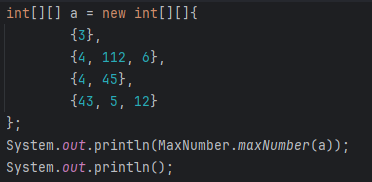 int[][] a = new int[][]{
        {3},
        {4, 112, 6},
        {4, 45},
        {43, 5, 12}
};
System.out.println(MaxNumber.maxNumber(a));
System.out.println();